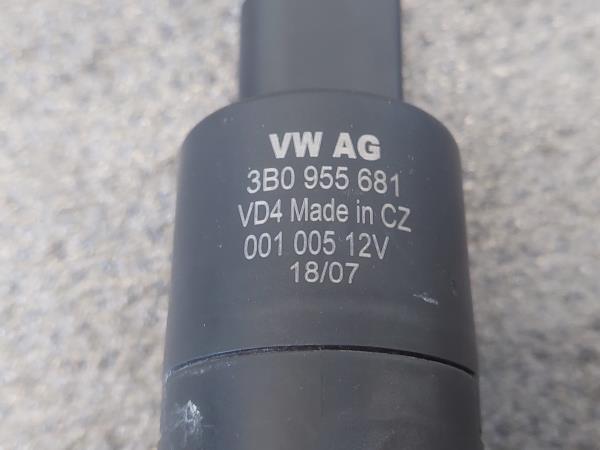 VW AG
3B0 955 681
VD4 Made in CZ
001 005 12V
18/07